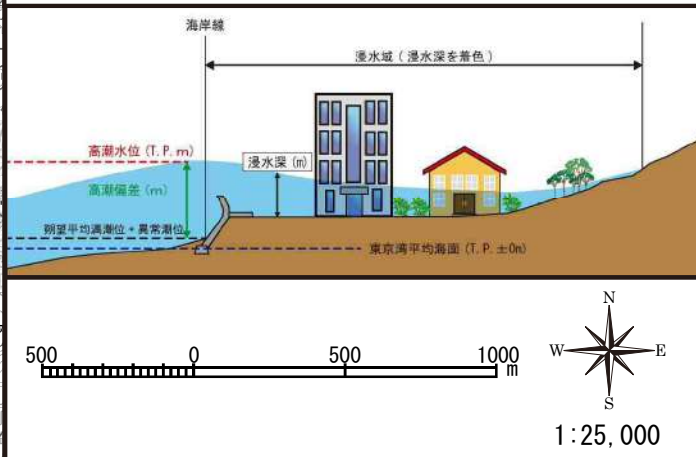 海岸線
浸水域(浸水深を着色)
高潮水位(T.P. m)
浸水深(m)
高潮偏差(m)
朔望平均満潮位+異常潮位
東京湾平均海面(T.P.±0m)
500 0 500 1000
m
N
W E
S
1:25,000